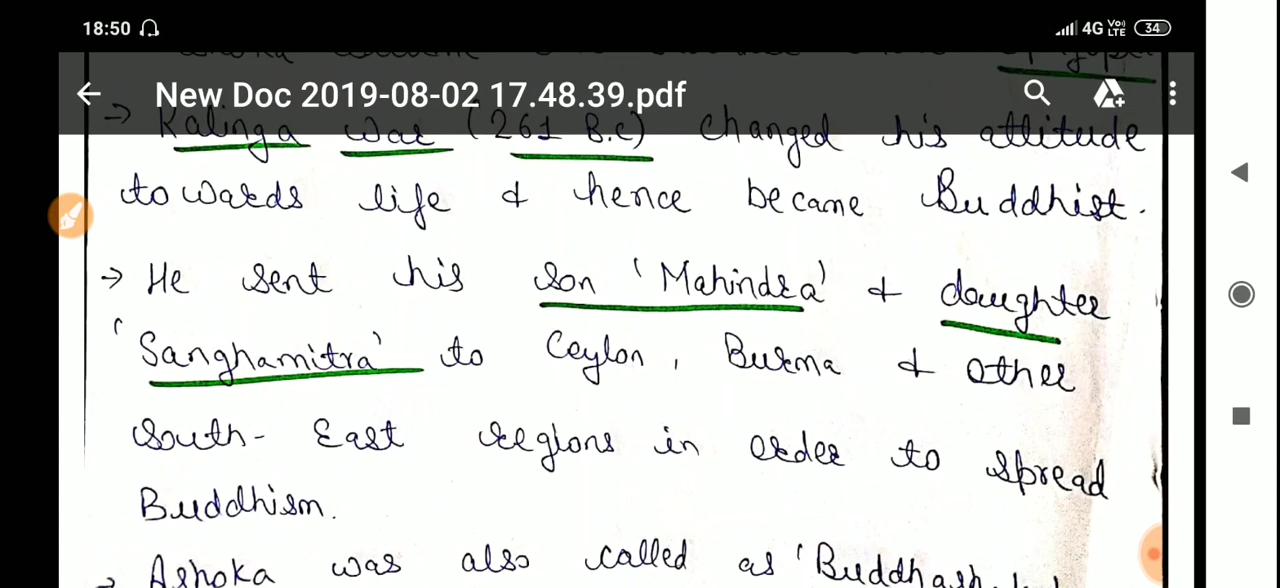 18:50 4G Vo) LTE 34
New Doc 2019-08-02 17.48.39.pdf
→ Kalinga war (261 B.C) changed his attitude
towards life & hence became Buddhist.
→ He sent his son 'Mahindra' & daughter
'Sanghamitra' to Ceylon, Burma & other
South-East regions in order to spread
Buddhism.
→ Ashoka was also called as '